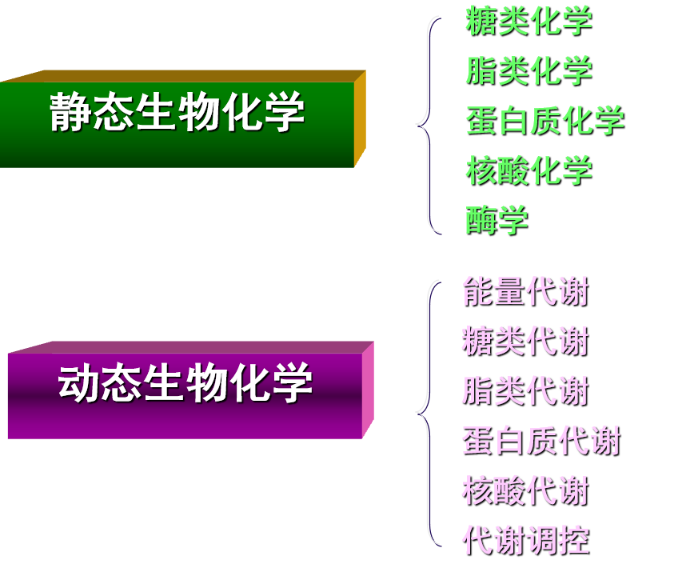 静态生物化学
糖类化学
脂类化学
蛋白质化学
核酸化学
酶学
动态生物化学
能量代谢
糖类代谢
脂类代谢
蛋白质代谢
核酸代谢
代谢调控